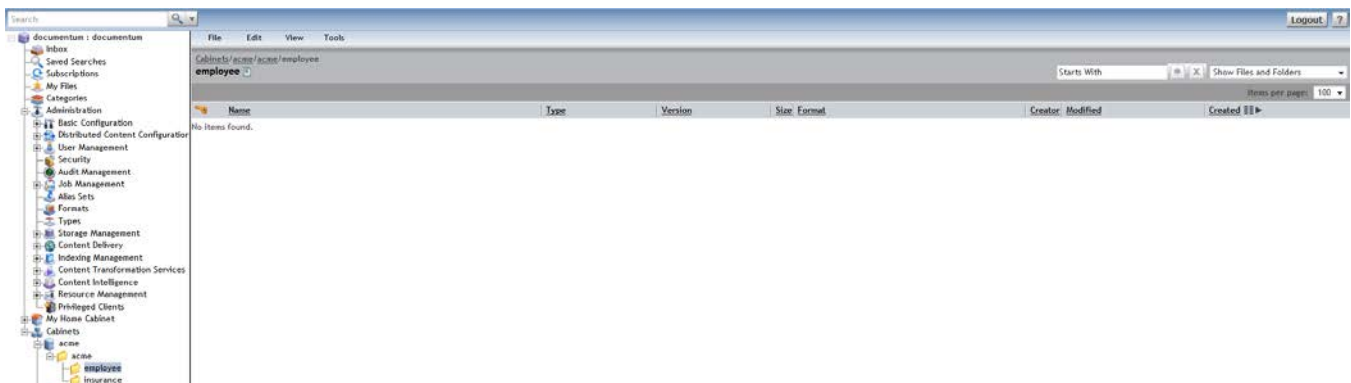 Search
Logout ?
documentum : documentum
File Edit View Tools
Inbox
Saved Searches
Subscriptions
My Files
Categories
Administration
Basic Configuration
Distributed Content Configuration
User Management
Security
Audit Management
Job Management
Alias Sets
Formats
Types
Storage Management
Content Delivery
Indexing Management
Content Transformation Services
Content Intelligence
Resource Management
Privileged Clients
My Home Cabinet
Cabinets
acme
acme
employee
insurance
Cabinets/acme/acme/employee
employee
Starts With
X
Show Files and Folders
Items per page: 100
Name Type Version Size Format Creator Modified Created
No items found.